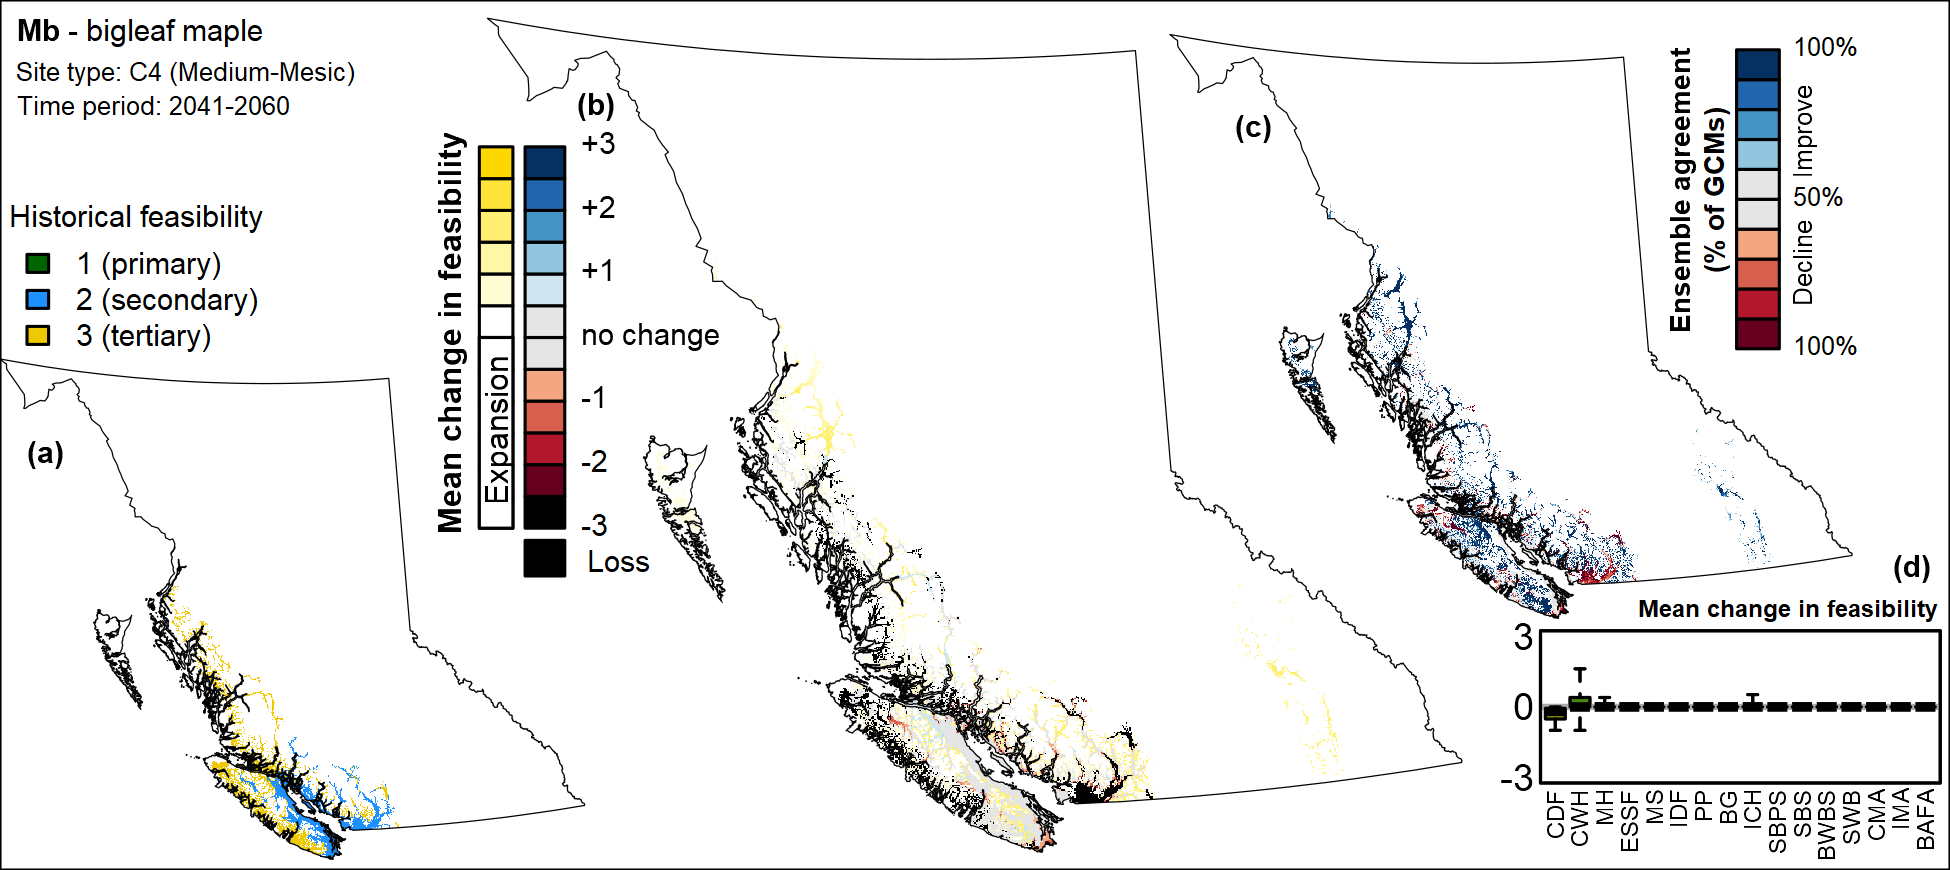 Mb - bigleaf maple
Site type: C4 (Medium-Mesic)
Time period: 2041-2060
Historical feasibility
1 (primary)
2 (secondary)
3 (tertiary)
(a)
(b)
Mean change in feasibility
Expansion
+3
+2
+1
no change
-1
-2
-3
Loss
(c)
Ensemble agreement
(% of GCMs)
100%
Improve
50%
Decline
100%
(d)
Mean change in feasibility
3
0
-3
CDF
CWH
MH
ESSF
MS
IDF
PP
BG
ICH
SBPS
SBS
BWBS
SWB
CMA
IMA
BAFA